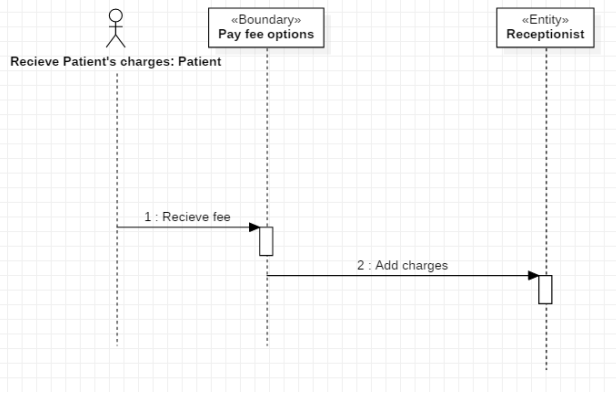 «Boundary»
Pay fee options
«Entity»
Receptionist
Recieve Patient's charges: Patient
1 : Recieve fee
2 : Add charges